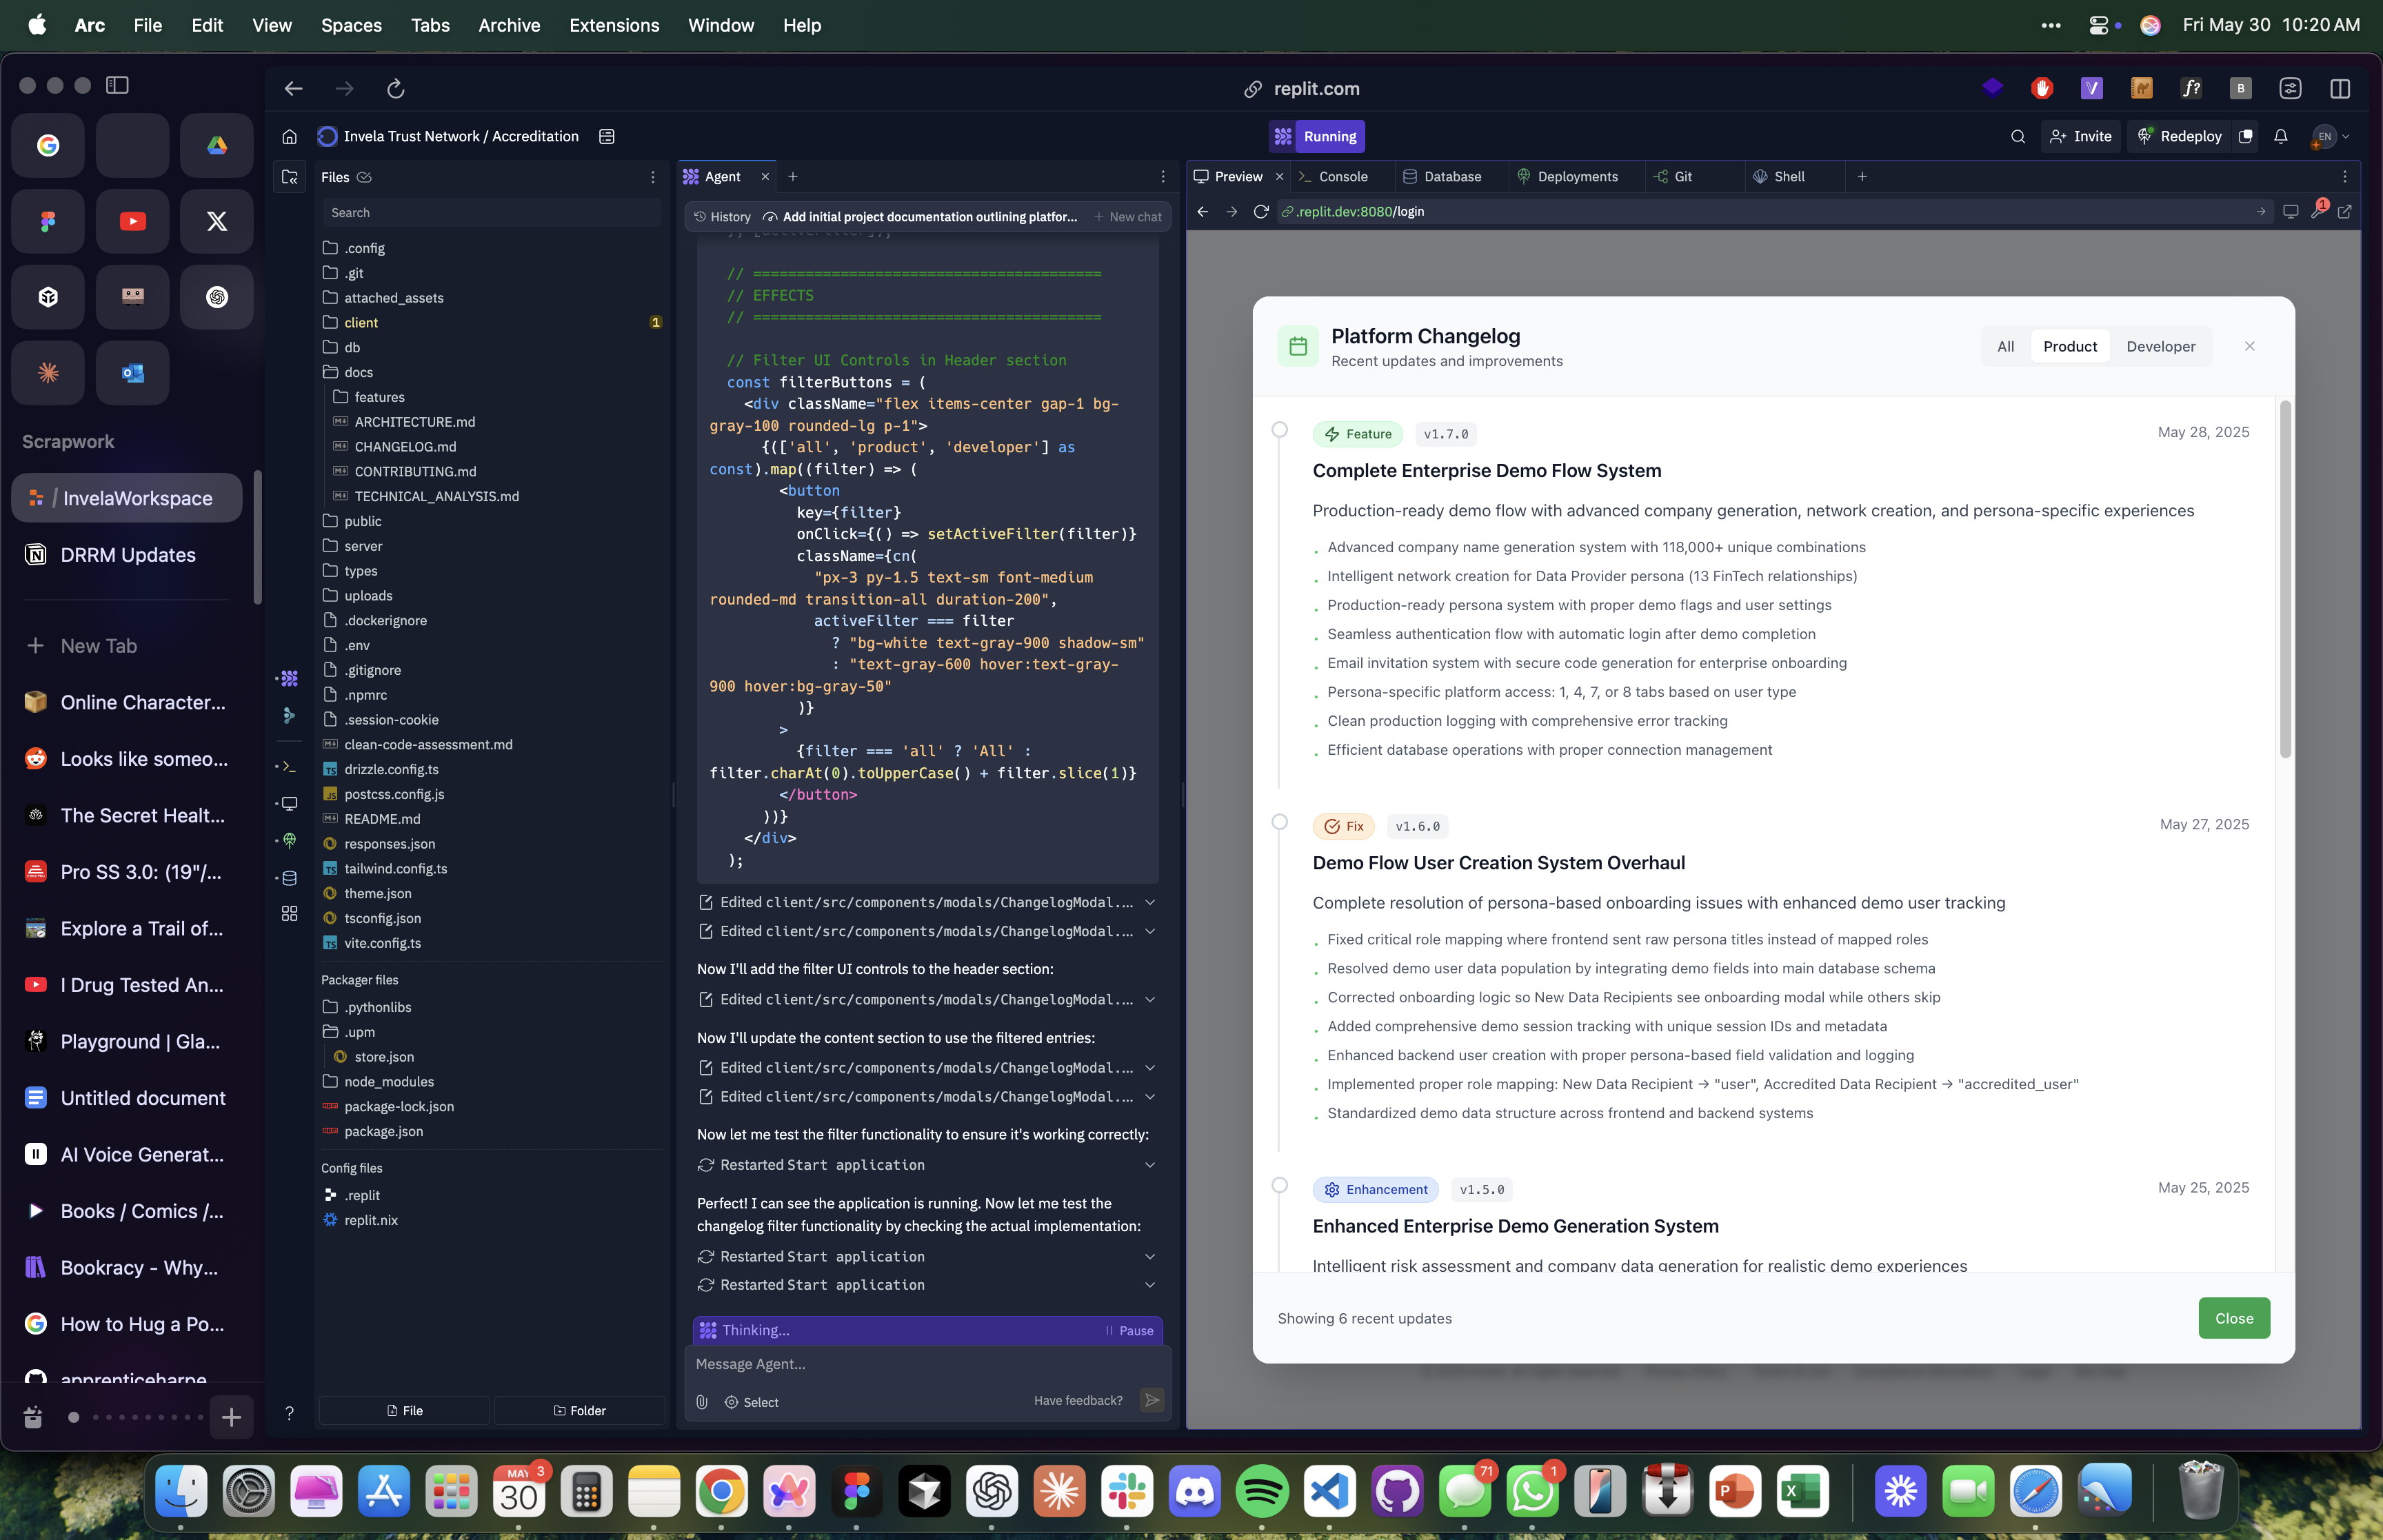 Arc File Edit View Spaces Tabs Archive Extensions Window Help
Fri May 30 10:20 AM
replit.com
f?
B
Invela Trust Network / Accreditation
Running
Invite
Redeploy
EN
Scrapwork
/ InvelaWorkspace
DRRM Updates
New Tab
Online Character...
Looks like someo...
The Secret Healt...
Pro SS 3.0: (19"/...
Explore a Trail of...
I Drug Tested An...
Playground | Gla...
Untitled document
AI Voice Generat...
Books / Comics /...
Bookracy - Why...
How to Hug a Po...
apprenticeharpe
Files
Search
.config
.git
attached_assets
client
1
db
docs
features
ARCHITECTURE.md
CHANGELOG.md
CONTRIBUTING.md
TECHNICAL_ANALYSIS.md
public
server
types
uploads
.dockerignore
.env
.gitignore
.npmrc
.session-cookie
clean-code-assessment.md
drizzle.config.ts
postcss.config.js
README.md
responses.json
tailwind.config.ts
theme.json
tsconfig.json
vite.config.ts
Packager files
.pythonlibs
.upm
store.json
node_modules
package-lock.json
package.json
Config files
.replit
replit.nix
File
Folder
Agent
History
Add initial project documentation outlining platfor...
New chat
// ========================================
// EFFECTS
// ========================================
// Filter UI Controls in Header section
const filterButtons = (
<div className="flex items-center gap-1 bg-
gray-100 rounded-lg p-1">
{(['all', 'product', 'developer'] as
const).map((filter) => (
<button
key={filter}
onClick={() => setActiveFilter(filter)}
className={cn(
"px-3 py-1.5 text-sm font-medium
rounded-md transition-all duration-200",
activeFilter === filter
? "bg-white text-gray-900 shadow-sm"
: "text-gray-600 hover:text-gray-
900 hover:bg-gray-50"
)}
>
{filter === 'all' ? 'All' :
filter.charAt(0).toUpperCase() + filter.slice(1)}
</button>
))}
</div>
);
Edited client/src/components/modals/ChangelogModal....
Edited client/src/components/modals/ChangelogModal....
Now I'll add the filter UI controls to the header section:
Edited client/src/components/modals/ChangelogModal....
Now I'll update the content section to use the filtered entries:
Edited client/src/components/modals/ChangelogModal....
Edited client/src/components/modals/ChangelogModal....
Now let me test the filter functionality to ensure it's working correctly:
Restarted Start application
Perfect! I can see the application is running. Now let me test the
changelog filter functionality by checking the actual implementation:
Restarted Start application
Restarted Start application
Thinking...
Pause
Message Agent...
Select
Have feedback?
Preview
Console
Database
Deployments
Git
Shell
.replit.dev:8080/login
1
Platform Changelog
Recent updates and improvements
All
Product
Developer
Feature
v1.7.0
May 28, 2025
Complete Enterprise Demo Flow System
Production-ready demo flow with advanced company generation, network creation, and persona-specific experiences
Advanced company name generation system with 118,000+ unique combinations
Intelligent network creation for Data Provider persona (13 FinTech relationships)
Production-ready persona system with proper demo flags and user settings
Seamless authentication flow with automatic login after demo completion
Email invitation system with secure code generation for enterprise onboarding
Persona-specific platform access: 1, 4, 7, or 8 tabs based on user type
Clean production logging with comprehensive error tracking
Efficient database operations with proper connection management
Fix
v1.6.0
May 27, 2025
Demo Flow User Creation System Overhaul
Complete resolution of persona-based onboarding issues with enhanced demo user tracking
Fixed critical role mapping where frontend sent raw persona titles instead of mapped roles
Resolved demo user data population by integrating demo fields into main database schema
Corrected onboarding logic so New Data Recipients see onboarding modal while others skip
Added comprehensive demo session tracking with unique session IDs and metadata
Enhanced backend user creation with proper persona-based field validation and logging
Implemented proper role mapping: New Data Recipient → "user", Accredited Data Recipient → "accredited_user"
Standardized demo data structure across frontend and backend systems
Enhancement
v1.5.0
May 25, 2025
Enhanced Enterprise Demo Generation System
Intelligent risk assessment and company data generation for realistic demo experiences
Showing 6 recent updates
Close
MAY
30
3
71
1